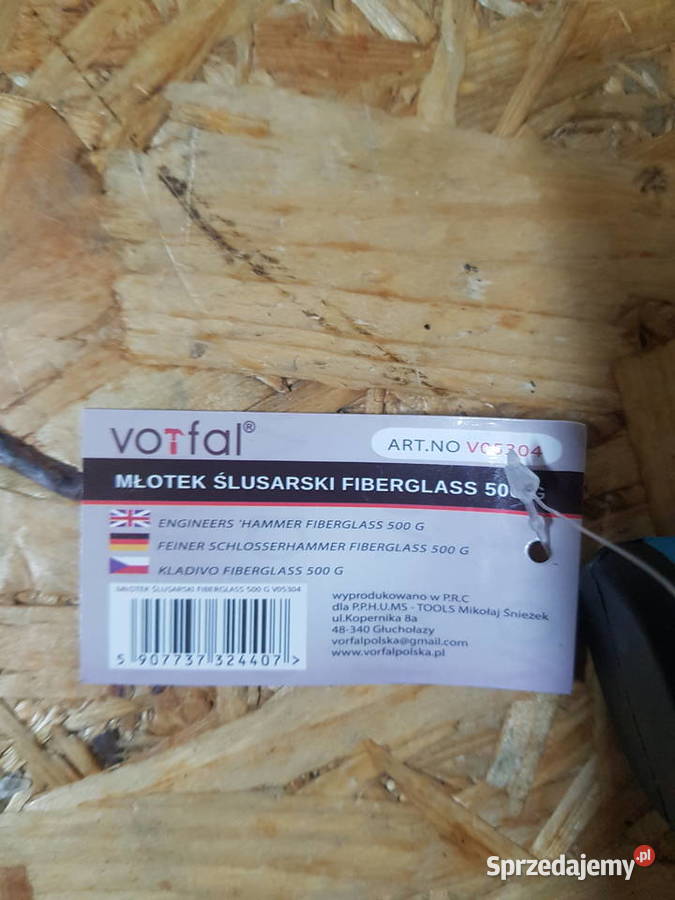 vorfal®
ART.NO V05304
MŁOTEK ŚLUSARSKI FIBERGLASS 500 G
ENGINEERS 'HAMMER FIBERGLASS 500 G
FEINER SCHLOSSERHAMMER FIBERGLASS 500 G
KLADIVO FIBERGLASS 500 G
MŁOTEK ŚLUSARSKI FIBERGLASS 500 G V05304
5 907737 324407 >
wyprodukowano w P.R.C
dla P.P.H.U.MS - TOOLS Mikołaj Śnieżek
ul.Kopernika 8a
48-340 Głuchołazy
vorfalpolska@gmail.com
www.vorfalpolska.pl
Sprzedajemy.pl